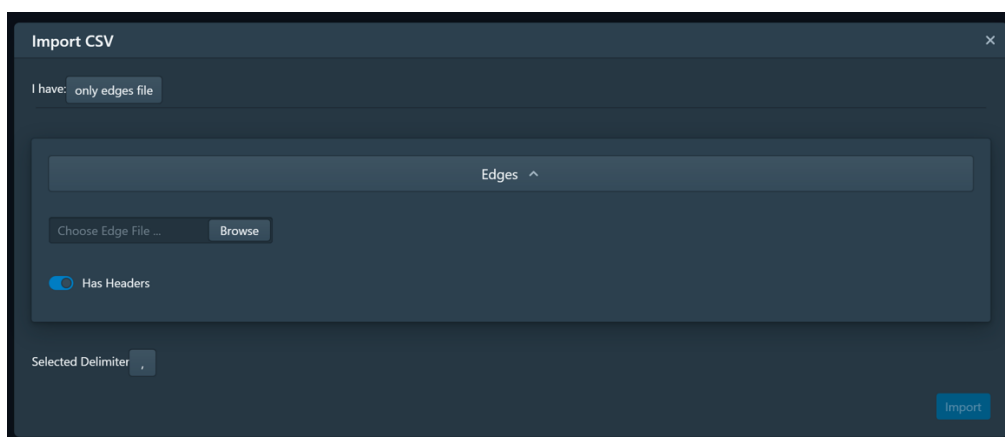 Import CSV
I have: only edges file
Edges
Choose Edge File ... Browse
Has Headers
Selected Delimiter ,
Import